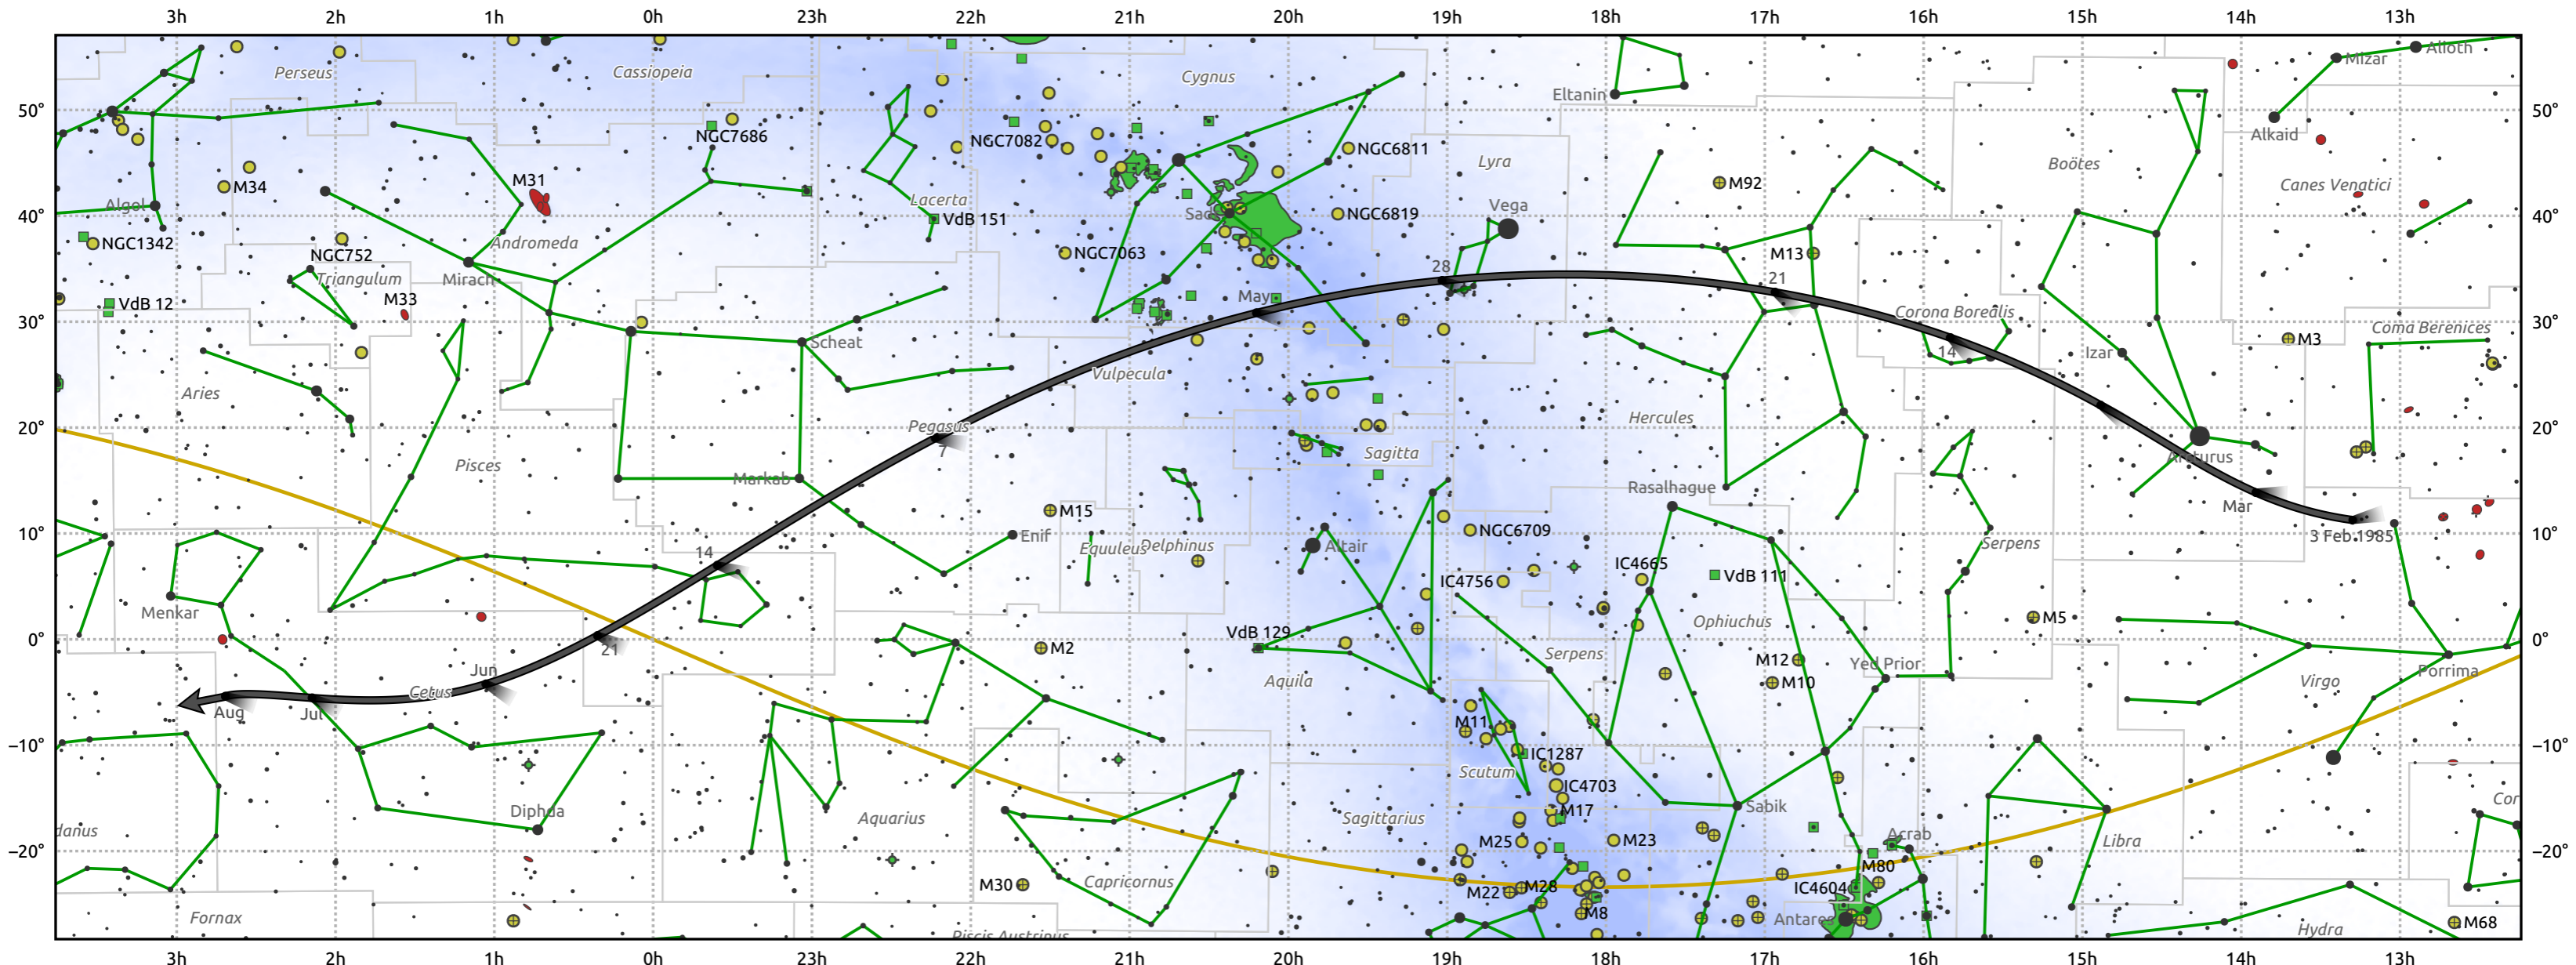 3h 2h 1h 0h 23h 22h 21h 20h 19h 18h 17h 16h 15h 14h 13h
Perseus Cassiopeia Cygnus Mizar Alioth
Eltanin
50° 50°
NGC7686 NGC7082 NGC6811 Alkaid
Lyra Boötes
M34 M31 M92 Canes Venatici
Algol Lacerta Vega
40° VdB 151 Sadr NGC6819 40°
NGC1342 NGC752 Andromeda NGC7063 M13
Triangulum Mirach 28 21
VdB 12 M33 May Corona Borealis
30° 30°
Scheat 14 Izar M3 Coma Berenices
Aries Vulpecula
20° Pegasus Hercules 20°
7
Pisces Markab Sagitta Arcturus
Rasalhague
M15 Mar
10° Enif NGC6709 10°
14 Equuleus Delphinus Altair Serpens 3 Feb 1985
IC4665
Menkar IC4756 VdB 111
Ophiuchus M5
0° 21 M2 VdB 129 0°
Serpens M12 Yed Prior
Jun Aquila M10 Virgo Porrima
Cetus
Aug Jul M11
−10° IC1287 −10°
Scutum
IC4703
Diphda M17 Sabik
danus Aquarius Sagittarius Acrab Libra Cor
−20° M25 M23 −20°
M80
M30 Capricornus M22 M28 IC4604
Fornax M8 Antares M68
Piscis Austrinus Hydra
3h 2h 1h 0h 23h 22h 21h 20h 19h 18h 17h 16h 15h 14h 13h